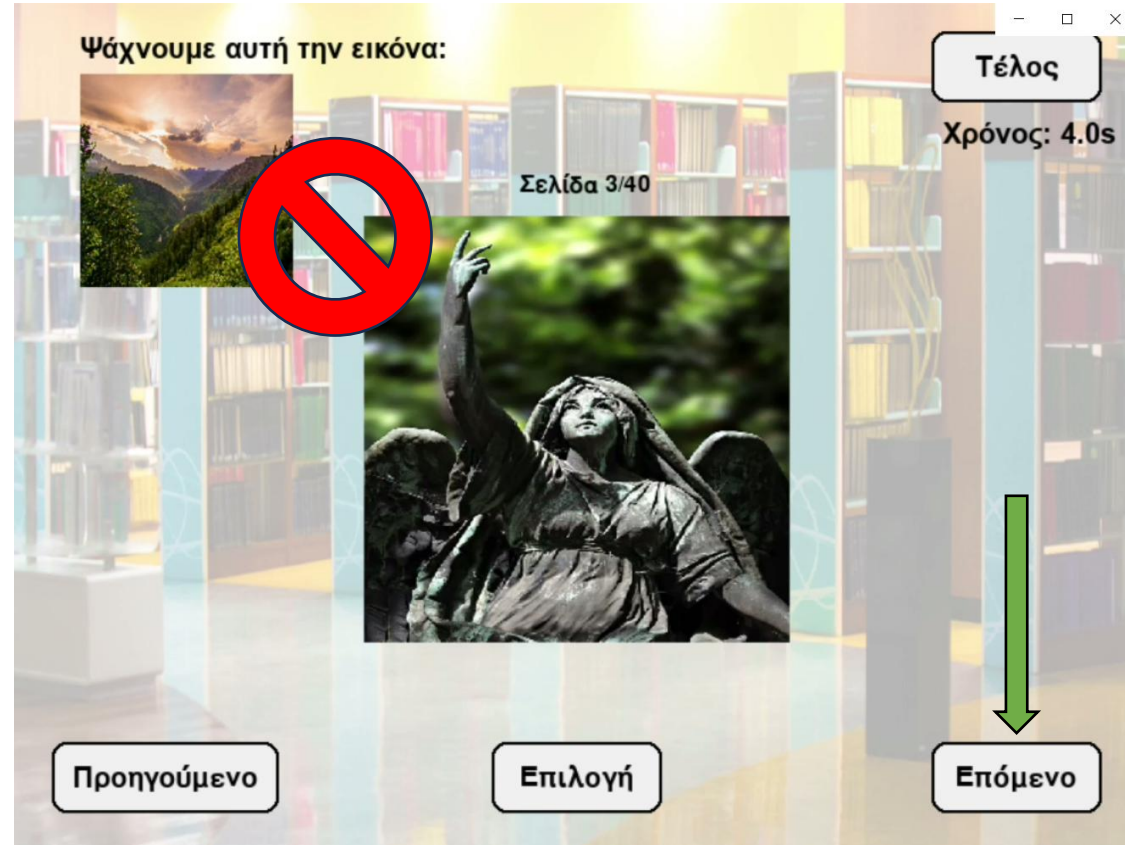 Ψάχνουμε αυτή την εικόνα:
Τέλος
Χρόνος: 4.0s
Σελίδα 3/40
Προηγούμενο
Επιλογή
Επόμενο